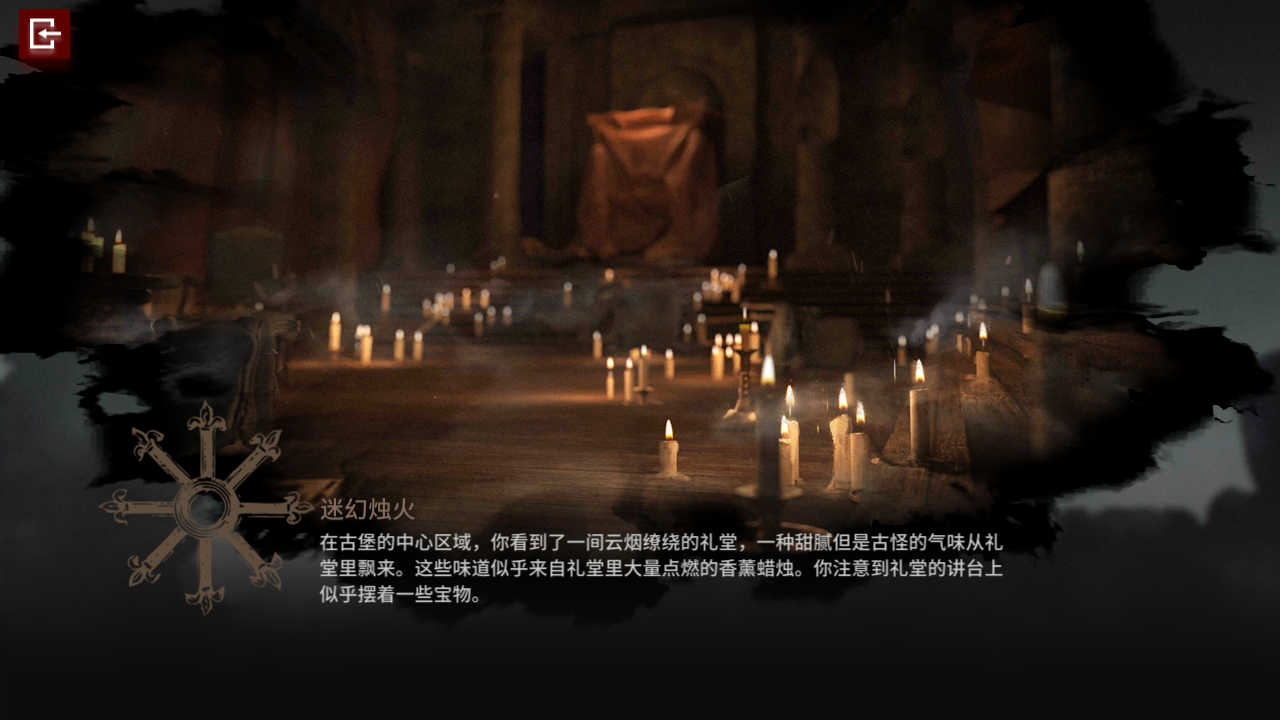 迷幻烛火
在古堡的中心区域，你看到了一间云烟缭绕的礼堂，一种甜腻但是古怪的气味从礼
堂里飘来。这些味道似乎来自礼堂里大量点燃的香薰蜡烛。你注意到礼堂的讲台上
似乎摆着一些宝物。